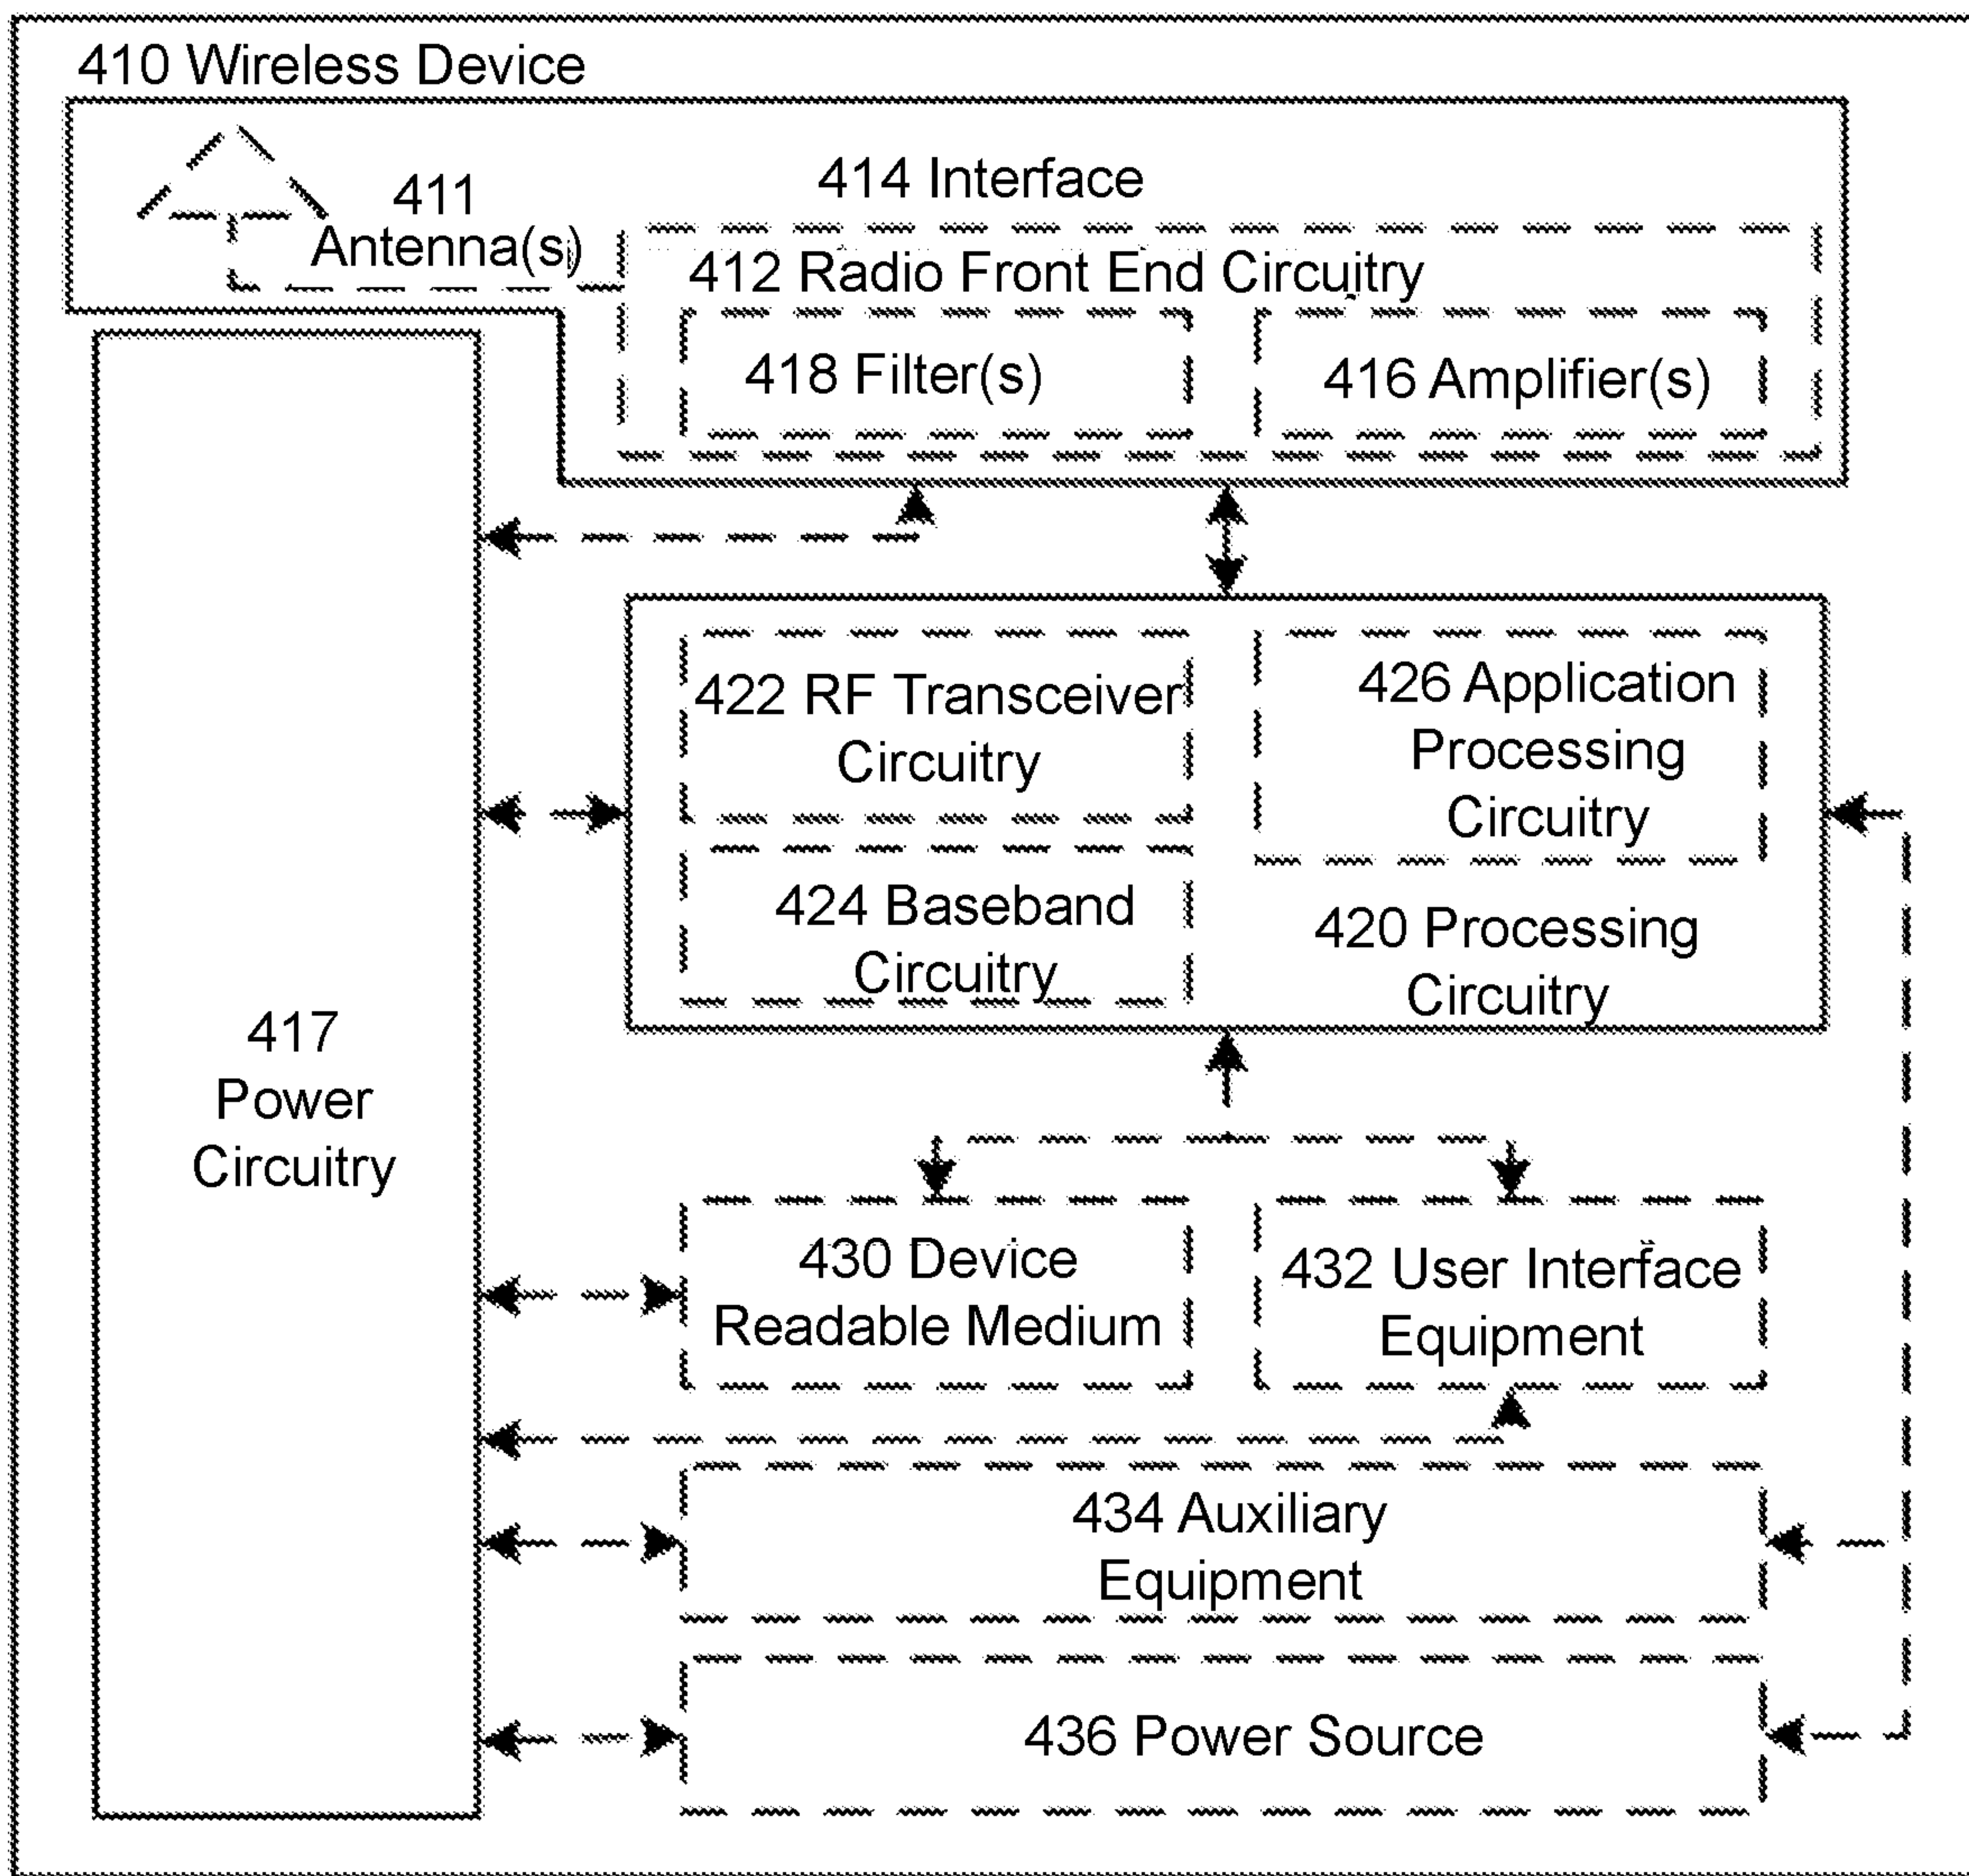 410 Wireless Device
411
Antenna(s)
414 Interface
412 Radio Front End Circuitry
418 Filter(s)
416 Amplifier(s)
422 RF Transceiver
Circuitry
426 Application
Processing
Circuitry
424 Baseband
Circuitry
420 Processing
Circuitry
417
Power
Circuitry
430 Device
Readable Medium
432 User Interface
Equipment
434 Auxiliary
Equipment
436 Power Source